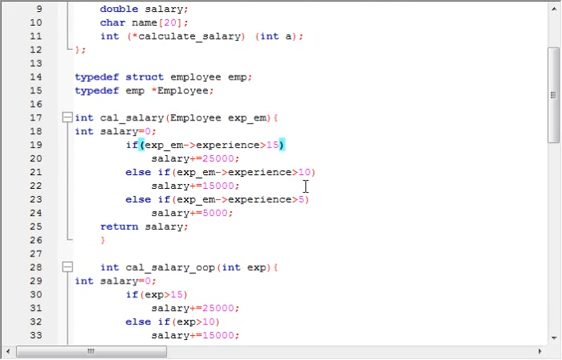 9 double salary;
10 char name[20];
11 int (*calculate_salary) (int a);
12 };
13
14 typedef struct employee emp;
15 typedef emp *Employee;
16
17 int cal_salary(Employee exp_em){
18 int salary=0;
19 if(exp_em->experience>15)
20 salary+=25000;
21 else if(exp_em->experience>10)
22 salary+=15000;
23 else if(exp_em->experience>5)
24 salary+=5000;
25 return salary;
26 }
27
28 int cal_salary_oop(int exp){
29 int salary=0;
30 if(exp>15)
31 salary+=25000;
32 else if(exp>10)
33 salary+=15000;